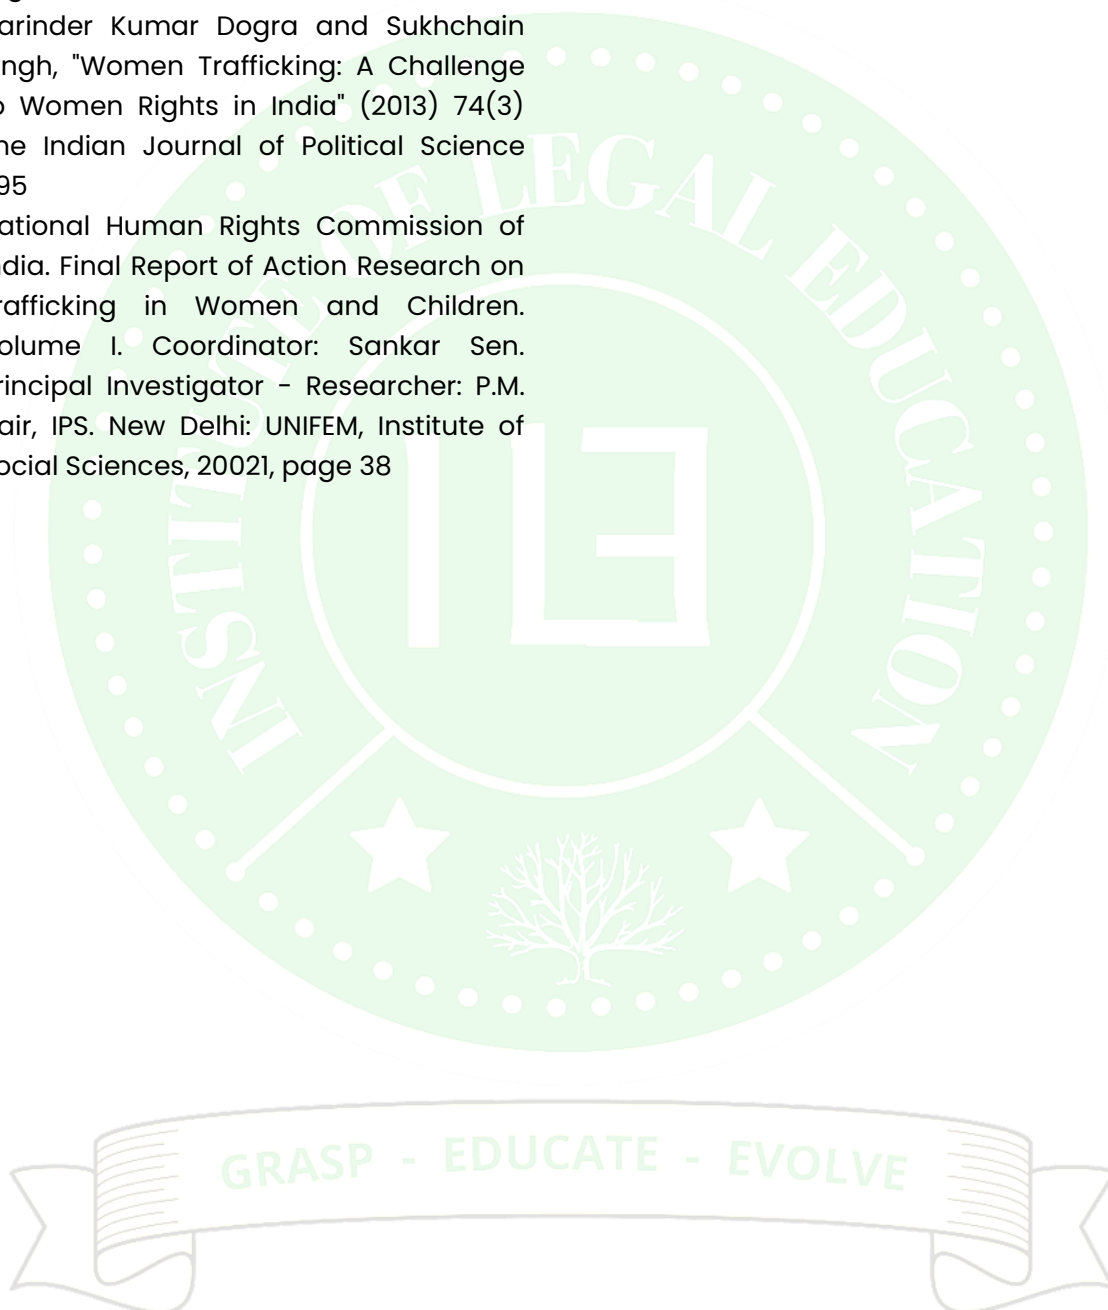 arinder Kumar Dogra and Sukhchain
ngh, "Women Trafficking: A Challenge
o Women Rights in India" (2013) 74(3)
he Indian Journal of Political Science
95
ational Human Rights Commission of
ndia. Final Report of Action Research on
rafficking in Women and Children.
olume I. Coordinator: Sankar Sen.
rincipal Investigator - Researcher: P.M.
air, IPS. New Delhi: UNIFEM, Institute of
ocial Sciences, 20021, page 38
INSTITUTE OF LEGAL EDUCATION
ILE
GRASP - EDUCATE - EVOLVE